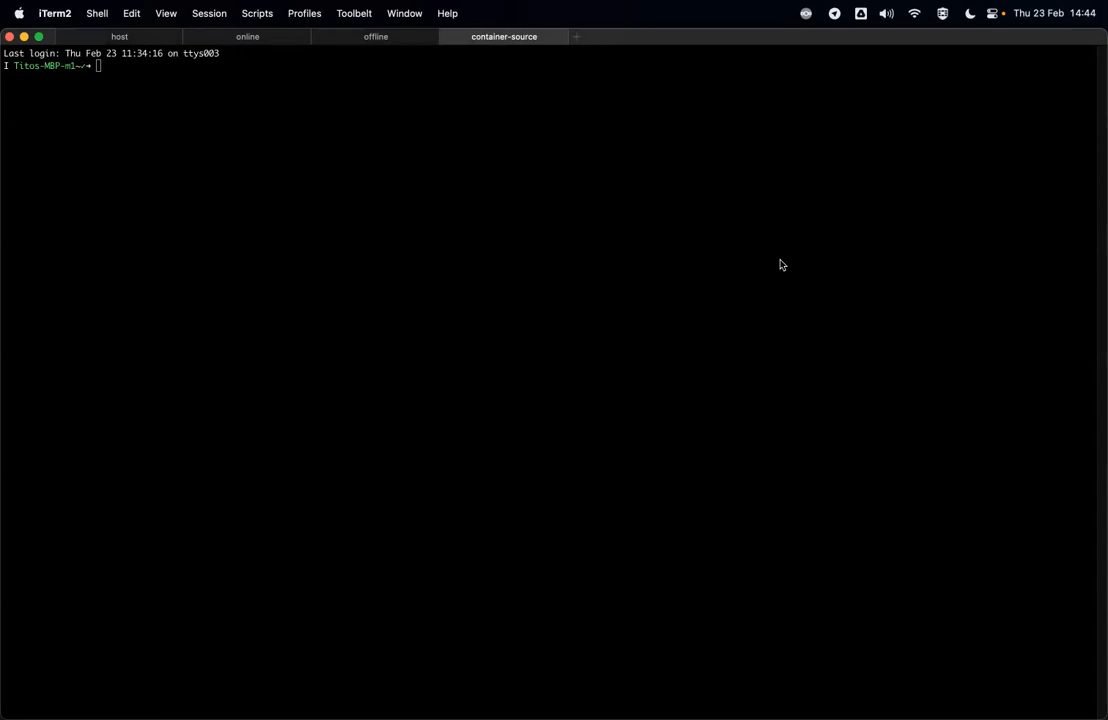 iTerm2 Shell Edit View Session Scripts Profiles Toolbelt Window Help Thu 23 Feb 14:44
host online offline container-source +
Last login: Thu Feb 23 11:34:16 on ttys003
I Titos-MBP-m1~✓➜